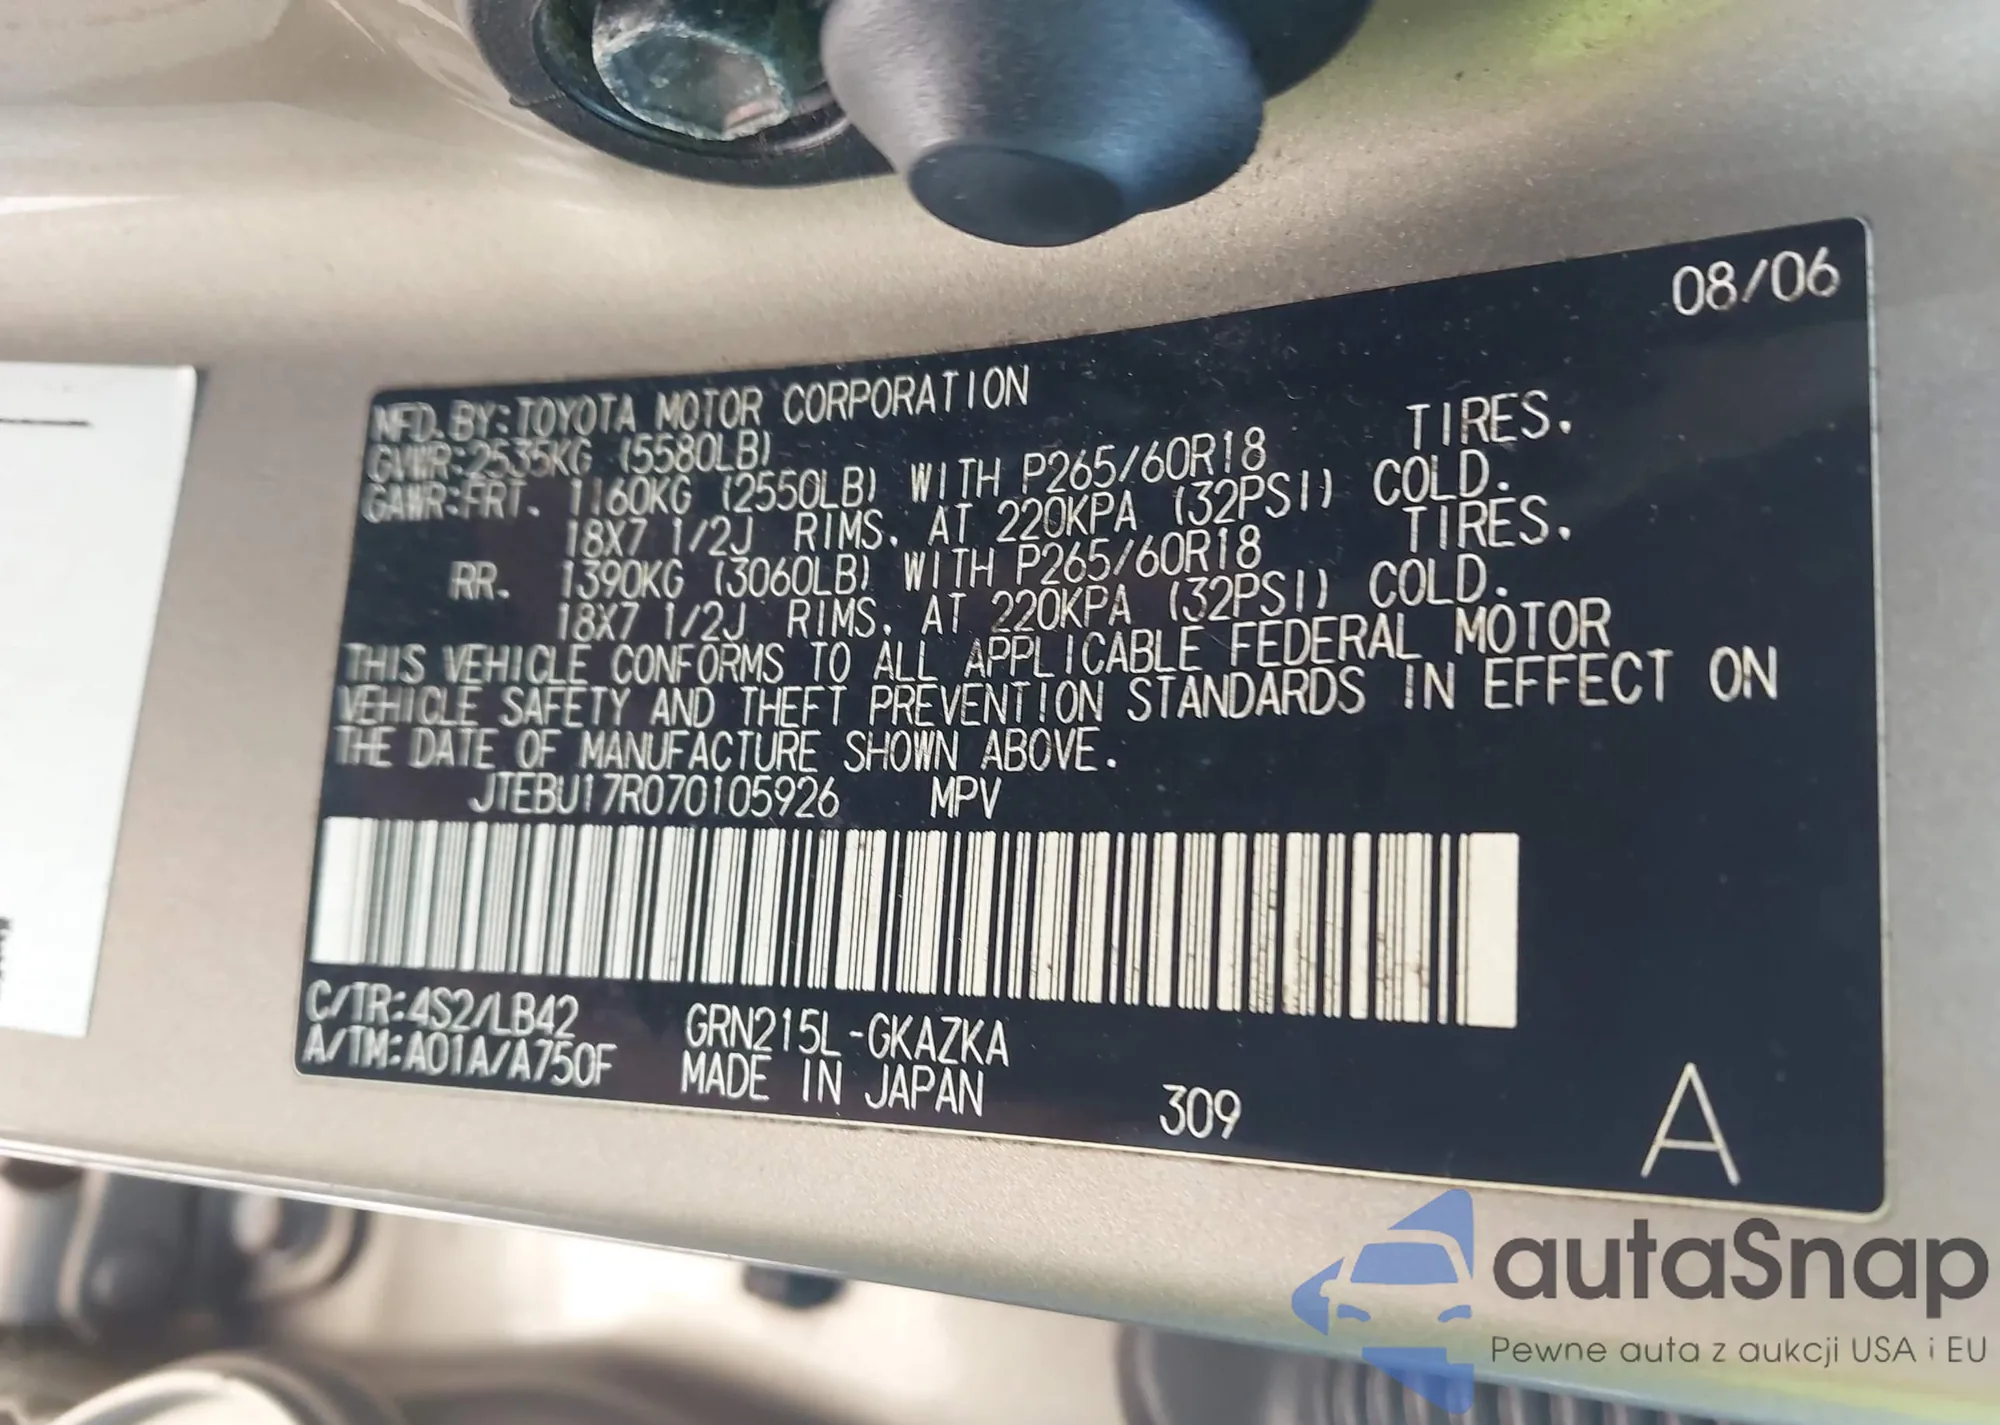 08/06
MFD.BY:TOYOTA MOTOR CORPORATION
GVWR:2535KG (5580LB)
GAWR:FRT. 1160KG (2550LB) WITH P265/60R18 TIRES.
18X7 1/2J RIMS, AT 220KPA (32PSI) COLD.
RR. 1390KG (3060LB) WITH P265/60R18 TIRES.
18X7 1/2J RIMS, AT 220KPA (32PSI) COLD.
THIS VEHICLE CONFORMS TO ALL APPLICABLE FEDERAL MOTOR
VEHICLE SAFETY AND THEFT PREVENTION STANDARDS IN EFFECT ON
THE DATE OF MANUFACTURE SHOWN ABOVE.
JTEBU17R070105926 MPV
C/TR:4S2/LB42 GRN215L-GKAZKA
A/TM:A01A/A750F MADE IN JAPAN 309 A
autaSnap
Pewne auta z aukcji USA i EU